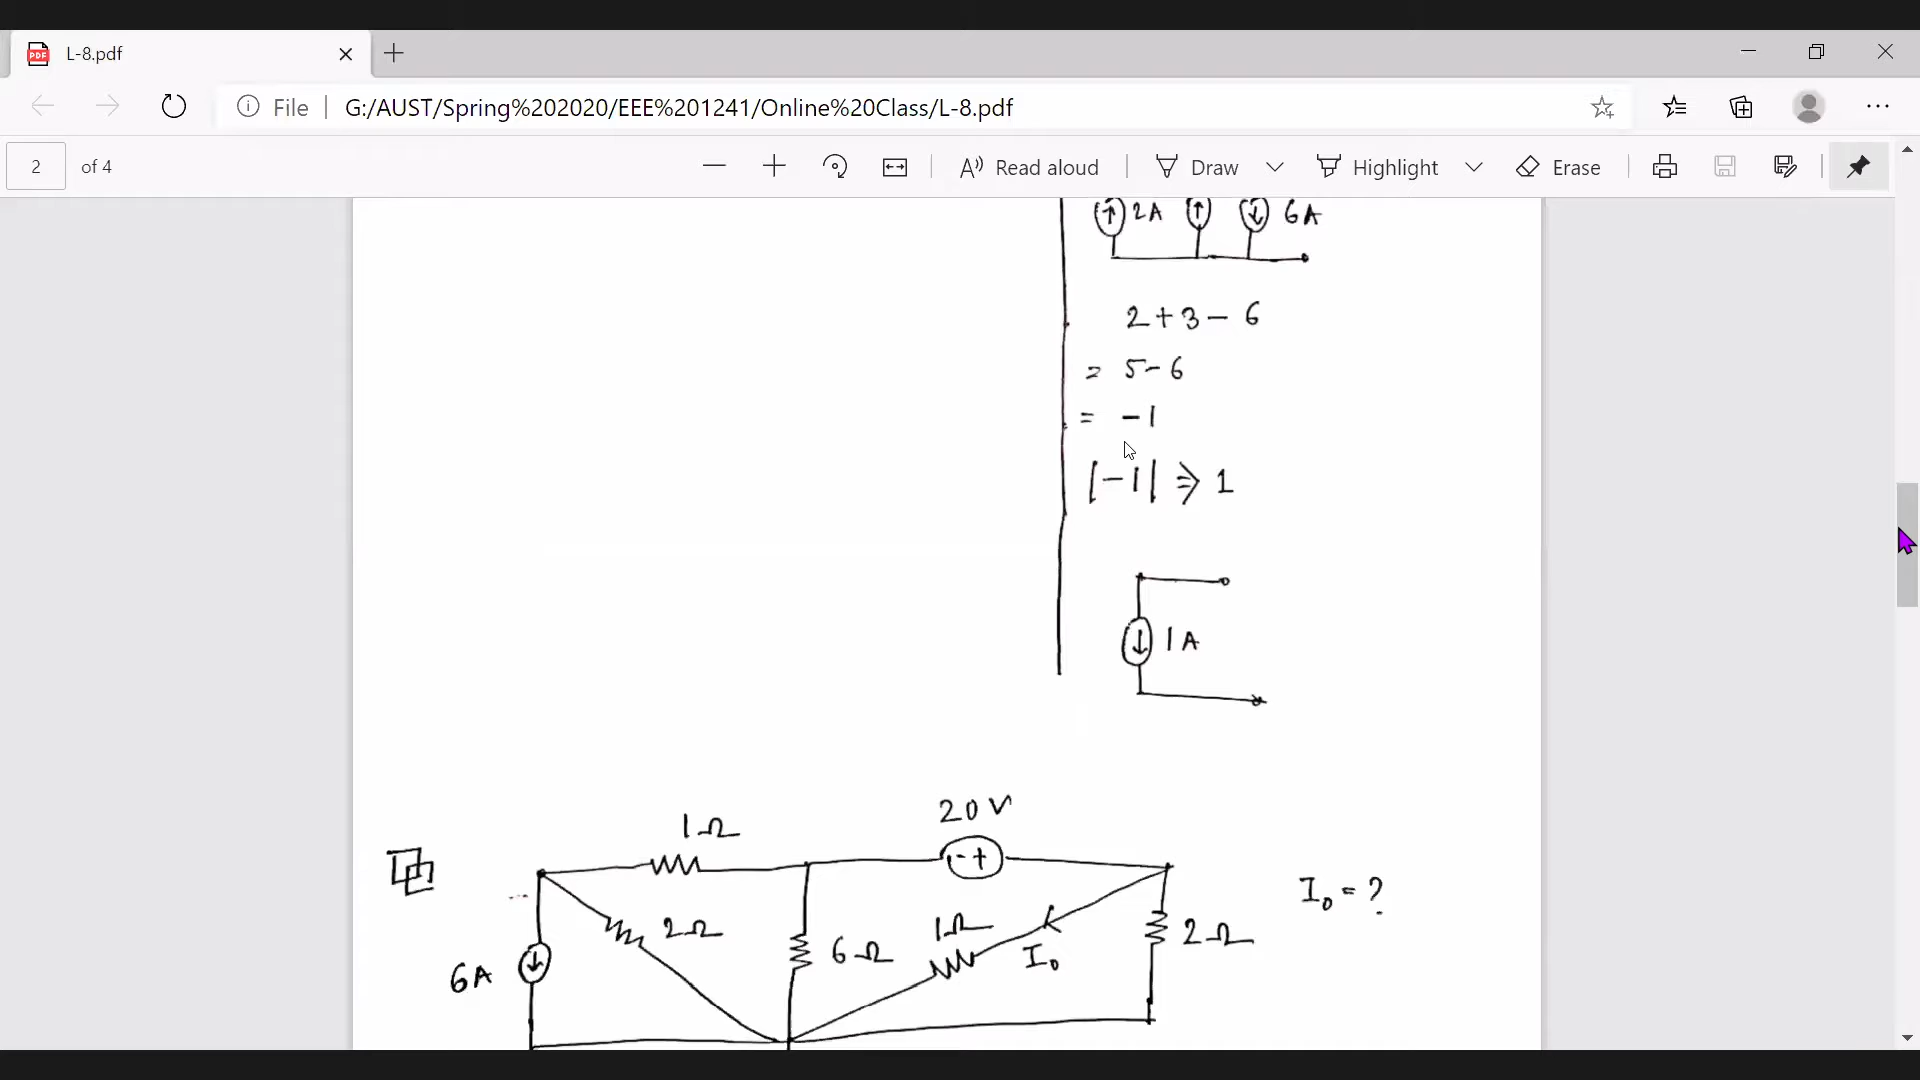 L-8.pdf
File | G:/AUST/Spring%202020/EEE%201241/Online%20Class/L-8.pdf
2 of 4
Read aloud
Draw
Highlight
Erase
2A 6A
2+3-6
= 5-6
= -1
|-1| ⇒ 1
1A
20V
1Ω
I₀ = ?
2Ω
6Ω
1Ω
I₀
2Ω
6A